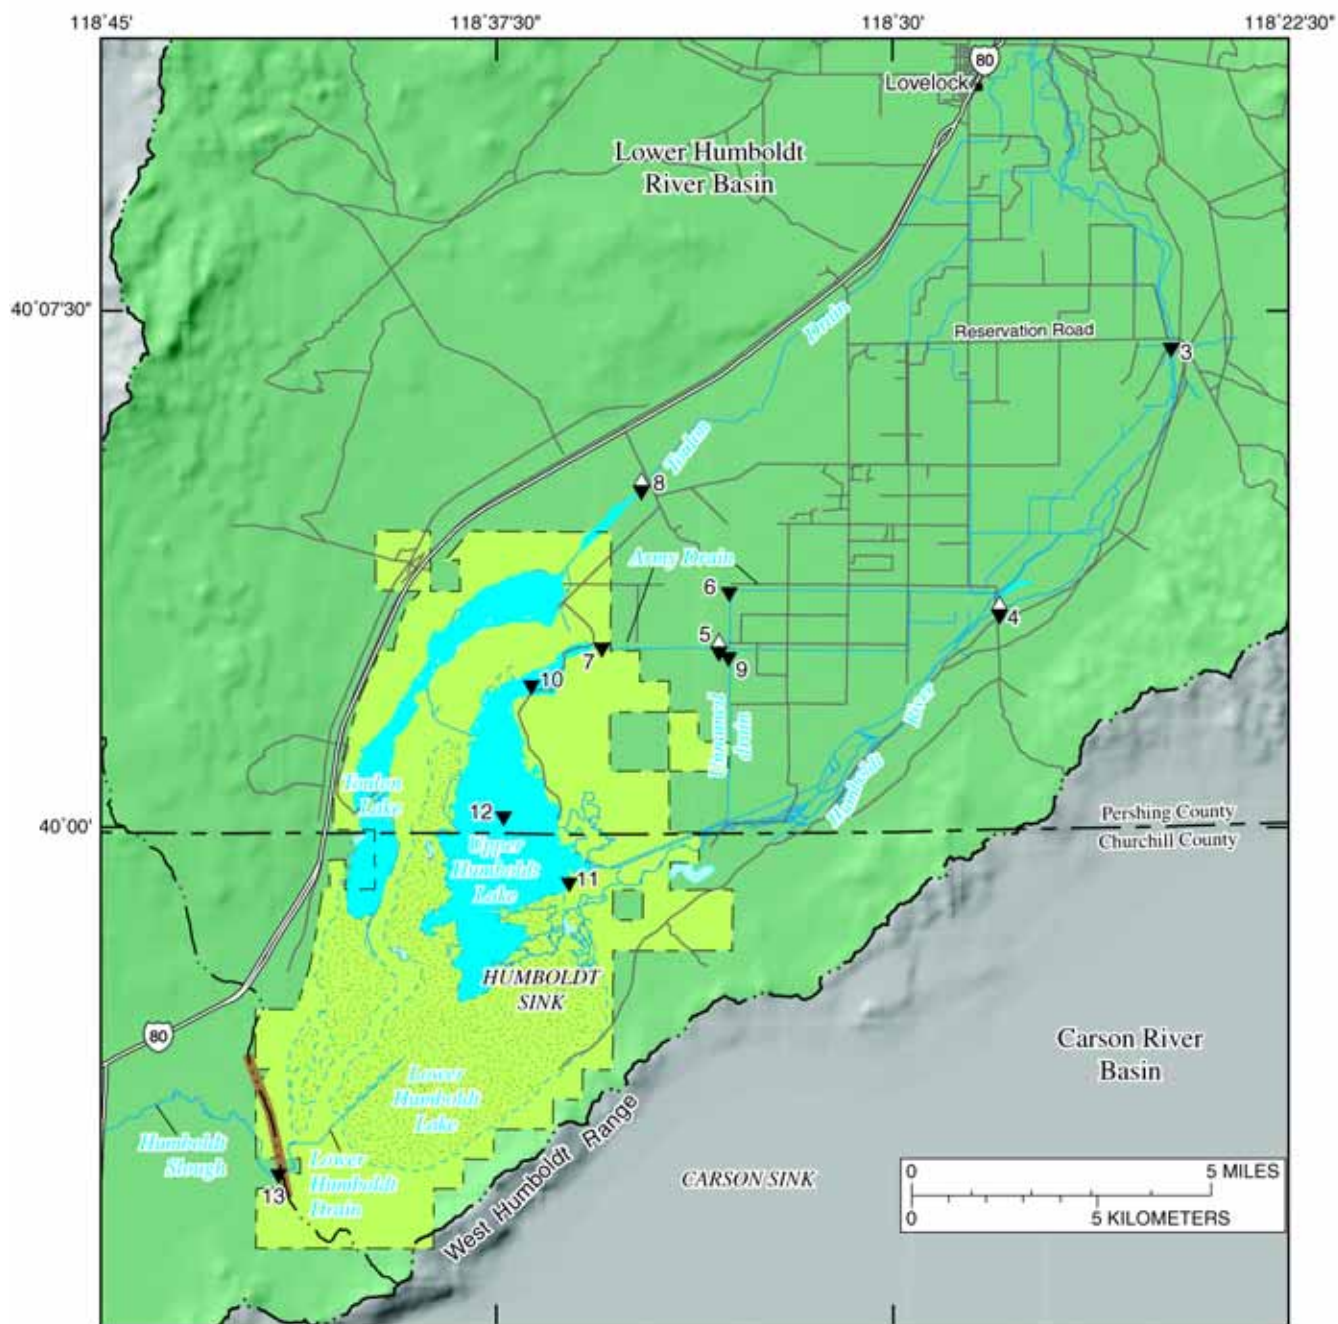 118°45'
118°37'30"
118°30'
118°22'30"
80
Lovelock
Lower Humboldt
River Basin
40°07'30"
Drain
Reservation Road
3
Toulon
8
Army Drain
6
4
5
7
9
10
River
Unnamed
drain
Toulon
Lake
12
Humboldt
40°00'
Pershing County
Churchill County
Upper
Humboldt
Lake
11
HUMBOLDT
SINK
80
Carson River
Basin
Lower
Humboldt
Lake
Humboldt
Slough
Lower
Humboldt
Drain
13
West Humboldt Range
CARSON SINK
0 5 MILES
0 5 KILOMETERS